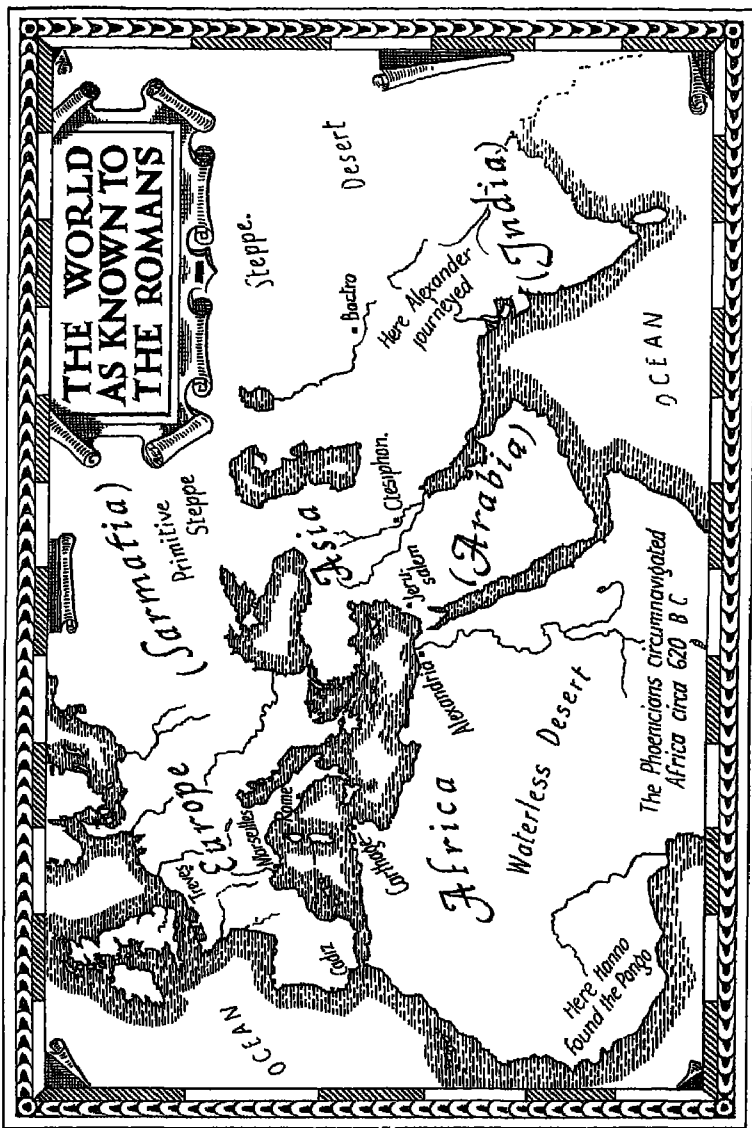 THE WORLD
AS KNOWN TO
THE ROMANS
(Sarmatia)
Primitive
Steppe
Steppe.
Desert
OCEAN
Europe
Treves
Marseilles
Rome
Cadiz
Carthage
Asia
Ctesiphon.
Bactra
Here Alexander
journeyed
(India)
Jeru
salem
(Arabia)
Alexandria
Africa
Waterless Desert
OCEAN
Here Hanno
found the Pongo
The Phoenicians circumnavigated
Africa circa 620 B C